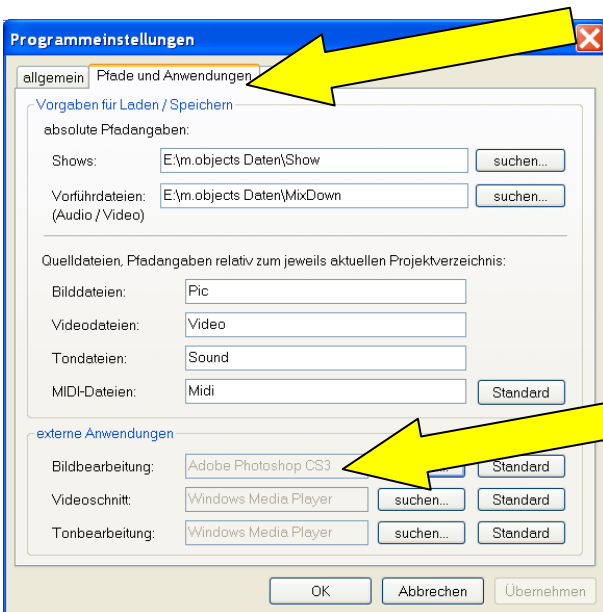 Programmeinstellungen
allgemein Pfade und Anwendungen
Vorgaben für Laden / Speichern
absolute Pfadangaben:
Shows: E:\m.objects Daten\Show suchen...
Vorführdateien: E:\m.objects Daten\MixDown suchen...
(Audio / Video)
Quelldateien, Pfadangaben relativ zum jeweils aktuellen Projektverzeichnis:
Bilddateien: Pic
Videodateien: Video
Tondateien: Sound
MIDI-Dateien: Midi Standard
externe Anwendungen
Bildbearbeitung: Adobe Photoshop CS3 Standard
Videoschnitt: Windows Media Player suchen... Standard
Tonbearbeitung: Windows Media Player suchen... Standard
OK Abbrechen Übernehmen